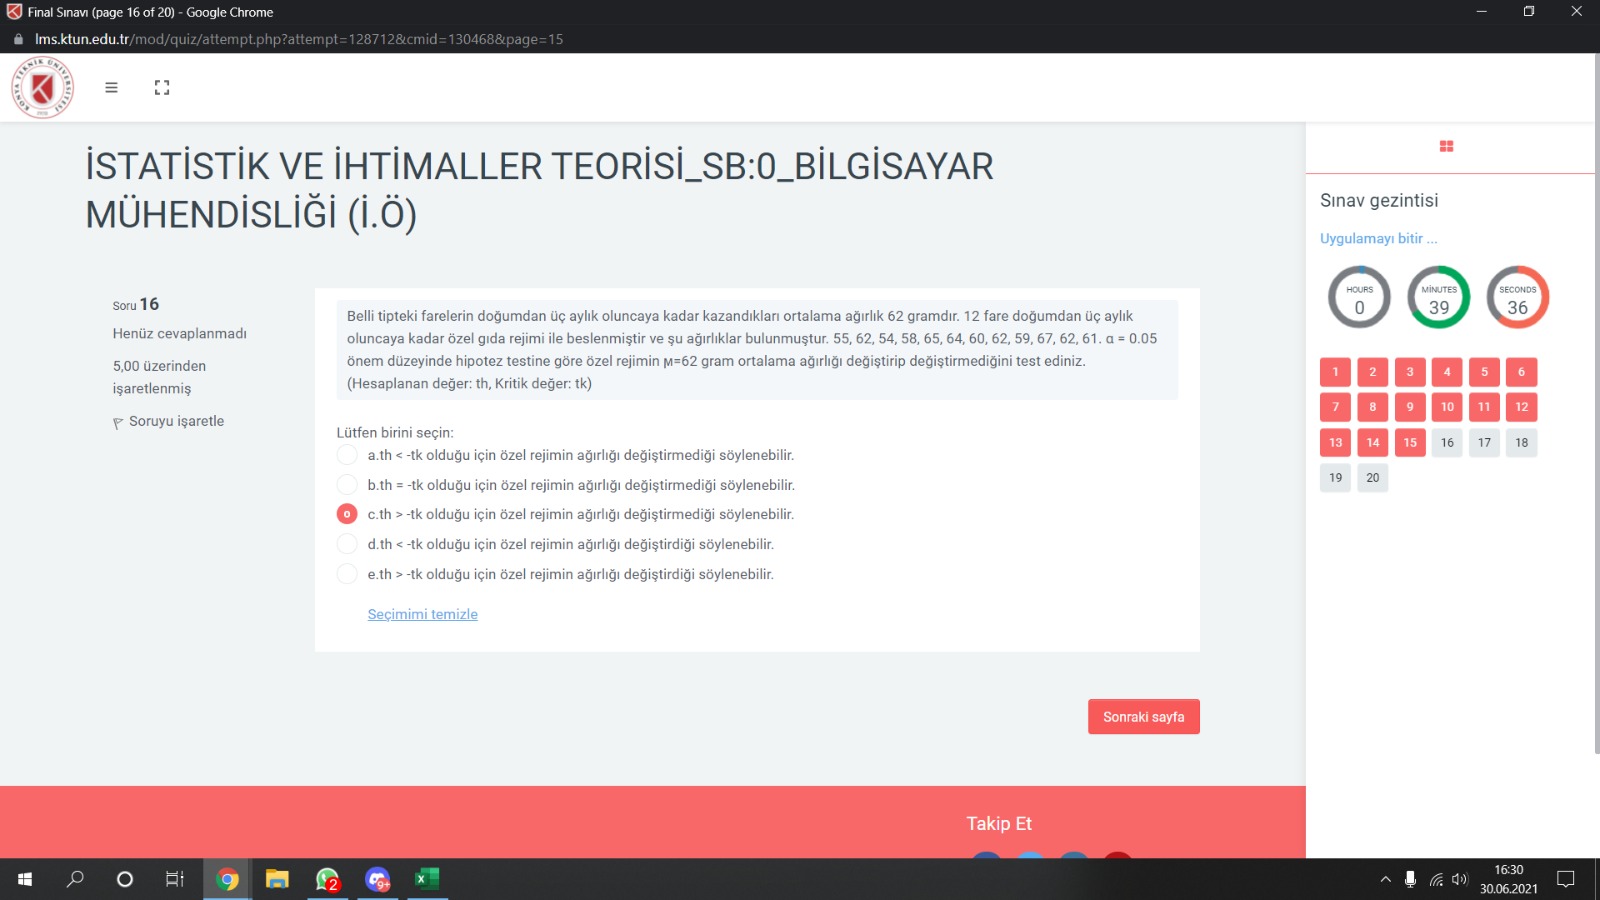 Final Sınavı (page 16 of 20) - Google Chrome
lms.ktun.edu.tr/mod/quiz/attempt.php?attempt=128712&cmid=130468&page=15
KONYA TEKNİK ÜNİVERSİTESİ
İSTATİSTİK VE İHTİMALLER TEORİSİ_SB:0_BİLGİSAYAR
MÜHENDİSLİĞİ (İ.Ö)
Soru 16
Henüz cevaplanmadı
5,00 üzerinden
işaretlenmiş
Soruyu işaretle
Belli tipteki farelerin doğumdan üç aylık oluncaya kadar kazandıkları ortalama ağırlık 62 gramdır. 12 fare doğumdan üç aylık
oluncaya kadar özel gıda rejimi ile beslenmiştir ve şu ağırlıklar bulunmuştur. 55, 62, 54, 58, 65, 64, 60, 62, 59, 67, 62, 61. α = 0.05
önem düzeyinde hipotez testine göre özel rejimin ϻ=62 gram ortalama ağırlığı değiştirip değiştirmediğini test ediniz.
(Hesaplanan değer: th, Kritik değer: tk)
Lütfen birini seçin:
a.th < -tk olduğu için özel rejimin ağırlığı değiştirmediği söylenebilir.
b.th = -tk olduğu için özel rejimin ağırlığı değiştirmediği söylenebilir.
c.th > -tk olduğu için özel rejimin ağırlığı değiştirmediği söylenebilir.
d.th < -tk olduğu için özel rejimin ağırlığı değiştirdiği söylenebilir.
e.th > -tk olduğu için özel rejimin ağırlığı değiştirdiği söylenebilir.
Seçimimi temizle
Sonraki sayfa
Takip Et
Sınav gezintisi
Uygulamayı bitir ...
HOURS MİNUTES SECONDS
0 39 36
1 2 3 4 5 6
7 8 9 10 11 12
13 14 15 16 17 18
19 20
2 9+
16:30
30.06.2021